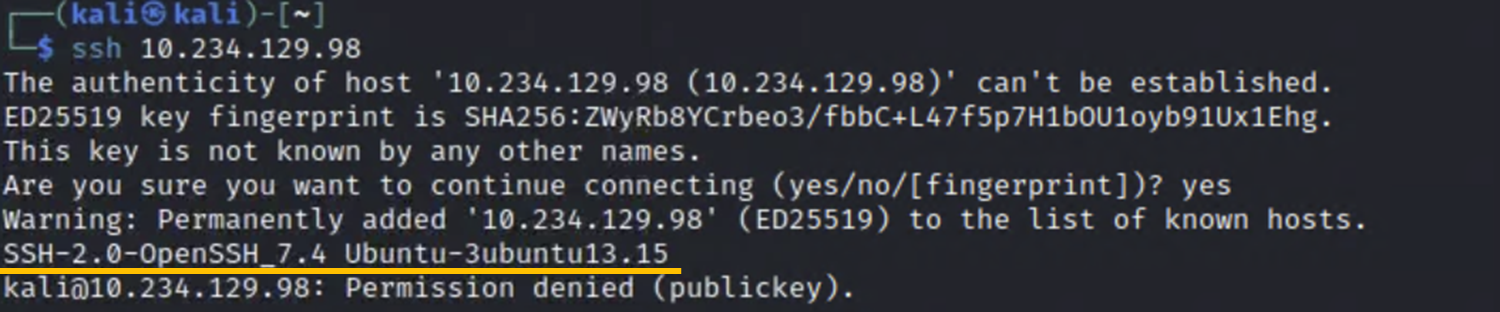 ┌──(kali㉿kali)-[~]
└─$ ssh 10.234.129.98
The authenticity of host '10.234.129.98 (10.234.129.98)' can't be established.
ED25519 key fingerprint is SHA256:ZWyRb8YCrbeo3/fbbC+L47f5p7H1bOU1oyb91Ux1Ehg.
This key is not known by any other names.
Are you sure you want to continue connecting (yes/no/[fingerprint])? yes
Warning: Permanently added '10.234.129.98' (ED25519) to the list of known hosts.
SSH-2.0-OpenSSH_7.4 Ubuntu-3ubuntu13.15
kali@10.234.129.98: Permission denied (publickey).